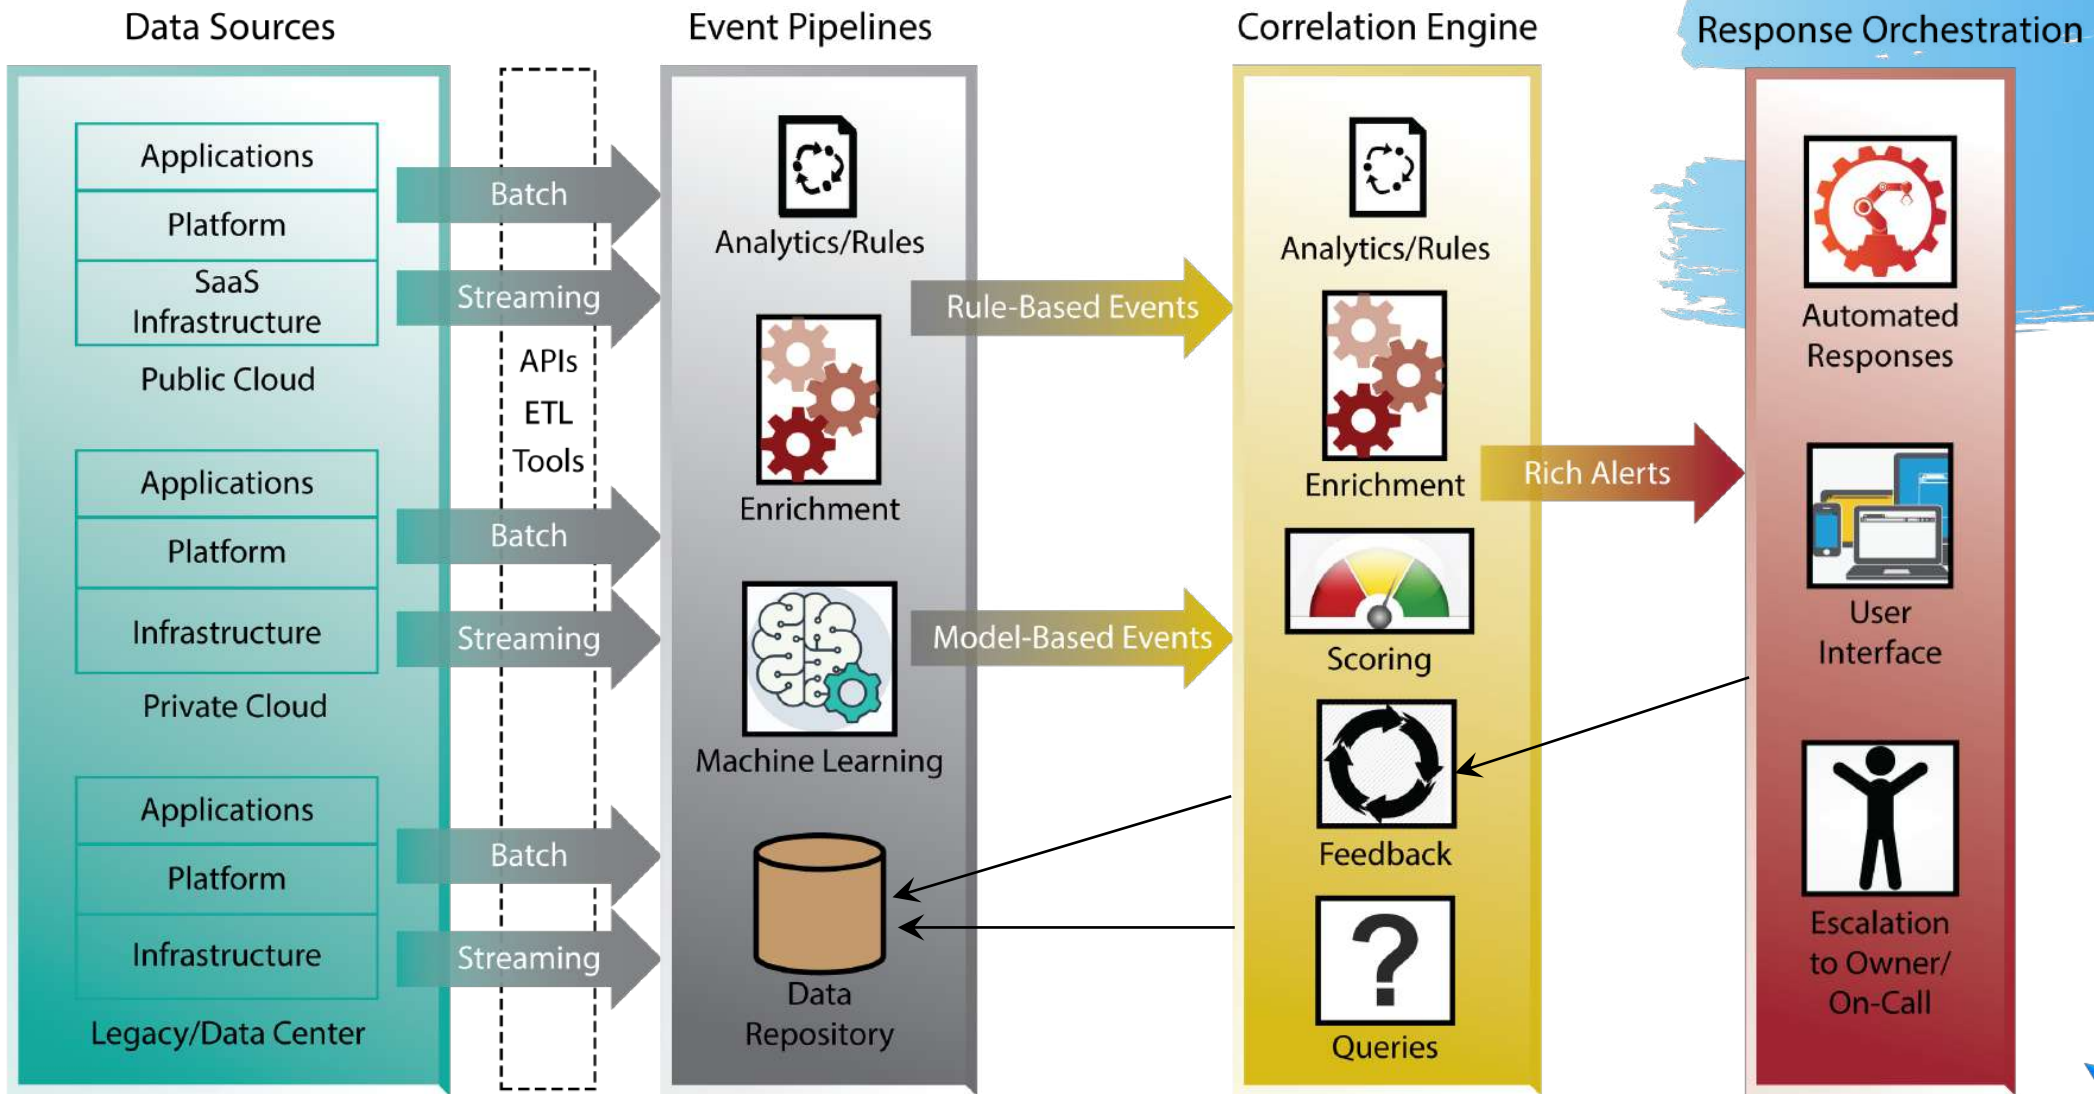 Data Sources
Event Pipelines
Correlation Engine
Response Orchestration
Applications
Platform
SaaS
Infrastructure
Public Cloud
Applications
Platform
Infrastructure
Private Cloud
Applications
Platform
Infrastructure
Legacy/Data Center
Batch
Streaming
APIs
ETL
Tools
Batch
Streaming
Batch
Streaming
Analytics/Rules
Enrichment
Machine Learning
Data
Repository
Rule-Based Events
Model-Based Events
Analytics/Rules
Enrichment
Scoring
Feedback
?
Queries
Rich Alerts
Automated
Responses
User
Interface
Escalation
to Owner/
On-Call